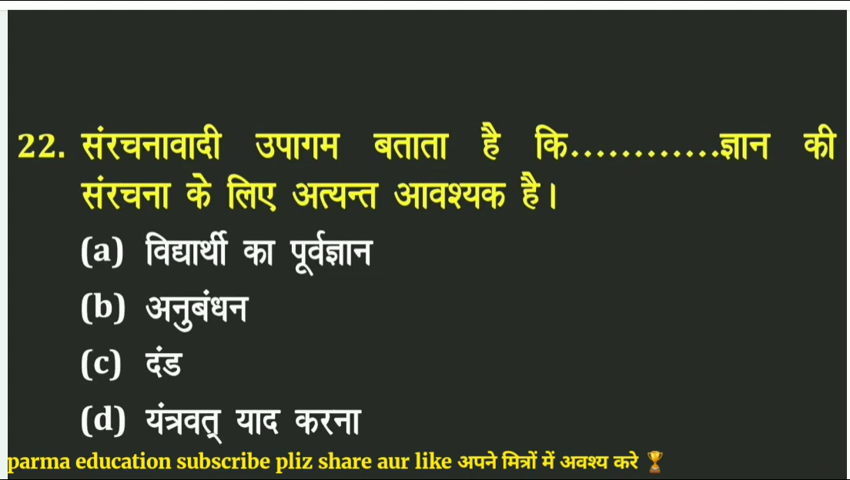 22. संरचनावादी उपागम बताता है कि............ज्ञान की
संरचना के लिए अत्यन्त आवश्यक है।
(a) विद्यार्थी का पूर्वज्ञान
(b) अनुबंधन
(c) दंड
(d) यंत्रवत् याद करना
parma education subscribe pliz share aur like अपने मित्रों में अवश्य करे 🏆